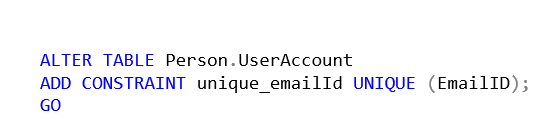 ALTER TABLE Person.UserAccount
ADD CONSTRAINT unique_emailId UNIQUE (EmailID);
GO